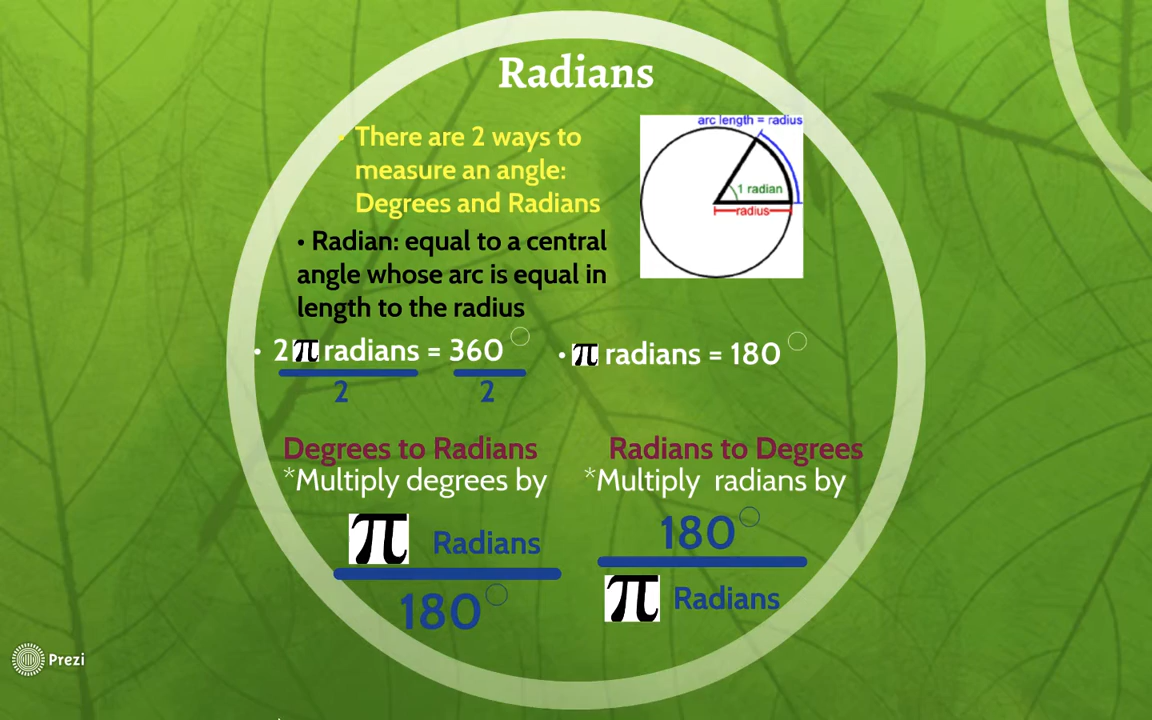 Radians
• There are 2 ways to
measure an angle:
Degrees and Radians
arc length = radius
1 radian
radius
• Radian: equal to a central
angle whose arc is equal in
length to the radius
• 2π radians = 360°
2 2
• π radians = 180°
Degrees to Radians
*Multiply degrees by
π Radians
180°
Radians to Degrees
*Multiply radians by
180°
π Radians
Prezi